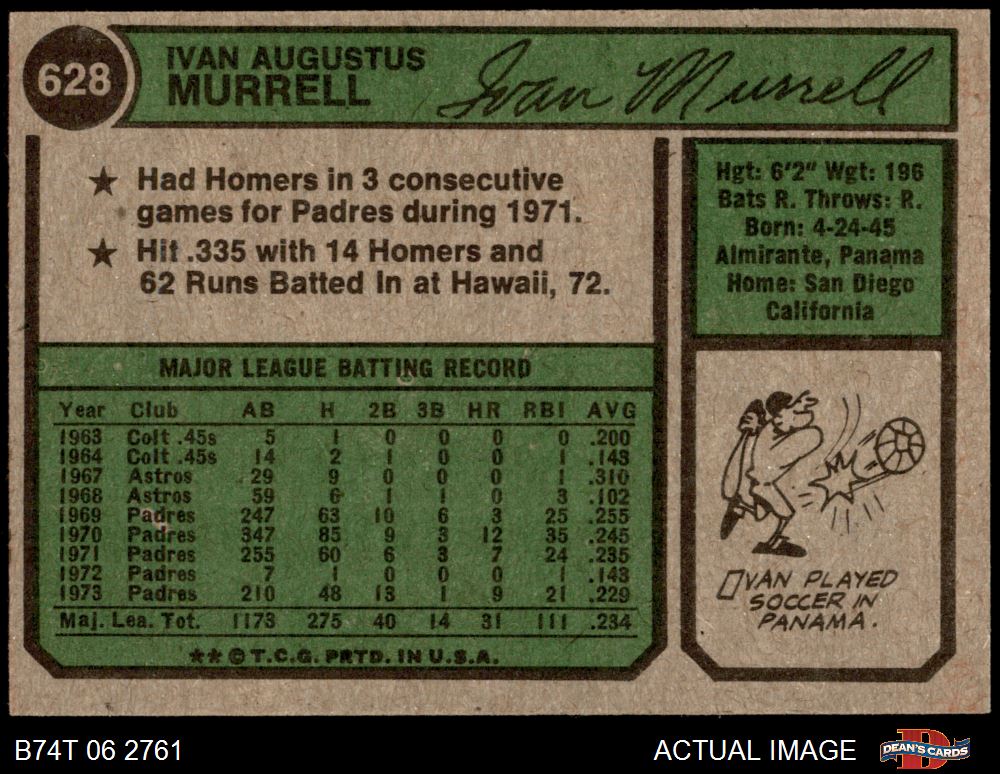 628
IVAN AUGUSTUS
MURRELL
Ivan Murrell
★ Had Homers in 3 consecutive
games for Padres during 1971.
★ Hit .335 with 14 Homers and
62 Runs Batted In at Hawaii, 72.
Hgt: 6'2" Wgt: 196
Bats R. Throws: R.
Born: 4-24-45
Almirante, Panama
Home: San Diego
California
MAJOR LEAGUE BATTING RECORD
Year Club AB H 2B 3B HR RBI AVG
1963 Colt .45s 5 1 0 0 0 0 .200
1964 Colt .45s 14 2 1 0 0 1 .143
1967 Astros 29 9 0 0 0 1 .310
1968 Astros 59 6 1 1 0 3 .102
1969 Padres 247 63 10 6 3 25 .255
1970 Padres 347 85 9 3 12 35 .245
1971 Padres 255 60 6 3 7 24 .235
1972 Padres 7 1 0 0 0 1 .143
1973 Padres 210 48 13 1 9 21 .229
Maj. Lea. Tot. 1173 275 40 14 31 111 .234
★★ © T.C.G. PRTD. IN U.S.A.
IVAN PLAYED
SOCCER IN
PANAMA.
B74T 06 2761
ACTUAL IMAGE
DEAN'S CARDS